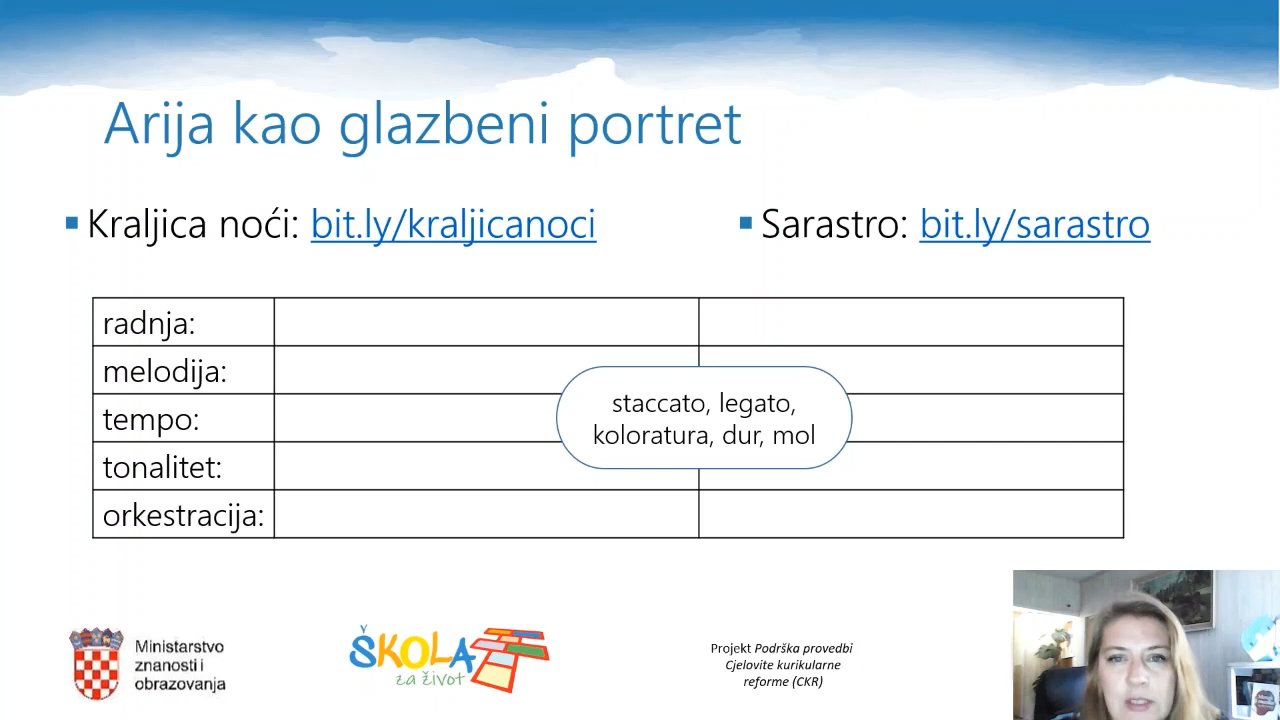 Arija kao glazbeni portret
▪ Kraljica noći: bit.ly/kraljicanoci
▪ Sarastro: bit.ly/sarastro
radnja:
melodija:
tempo:
tonalitet:
orkestracija:
staccato, legato,
koloratura, dur, mol
Ministarstvo
znanosti i
obrazovanja
ŠKOLA
za život
Projekt Podrška provedbi
Cjelovite kurikularne
reforme (CKR)